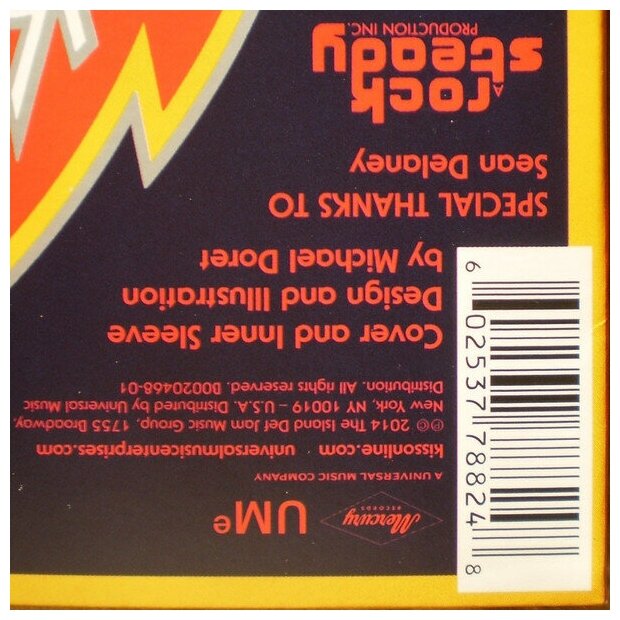 Mercury
RECORDS
UMe
A UNIVERSAL MUSIC COMPANY
kissonline.com universalmusicenterprises.com
℗© 2014 The Island Def Jam Music Group, 1755 Broadway,
New York, NY 10019 – U.S.A. Distributed by Universal Music
Distribution. All rights reserved. B0020468-01
Cover and Inner Sleeve
Design and Illustration
by Michael Doret
SPECIAL THANKS TO
Sean Delaney
A rock
steady
PRODUCTION INC.
6 02537 78824 8